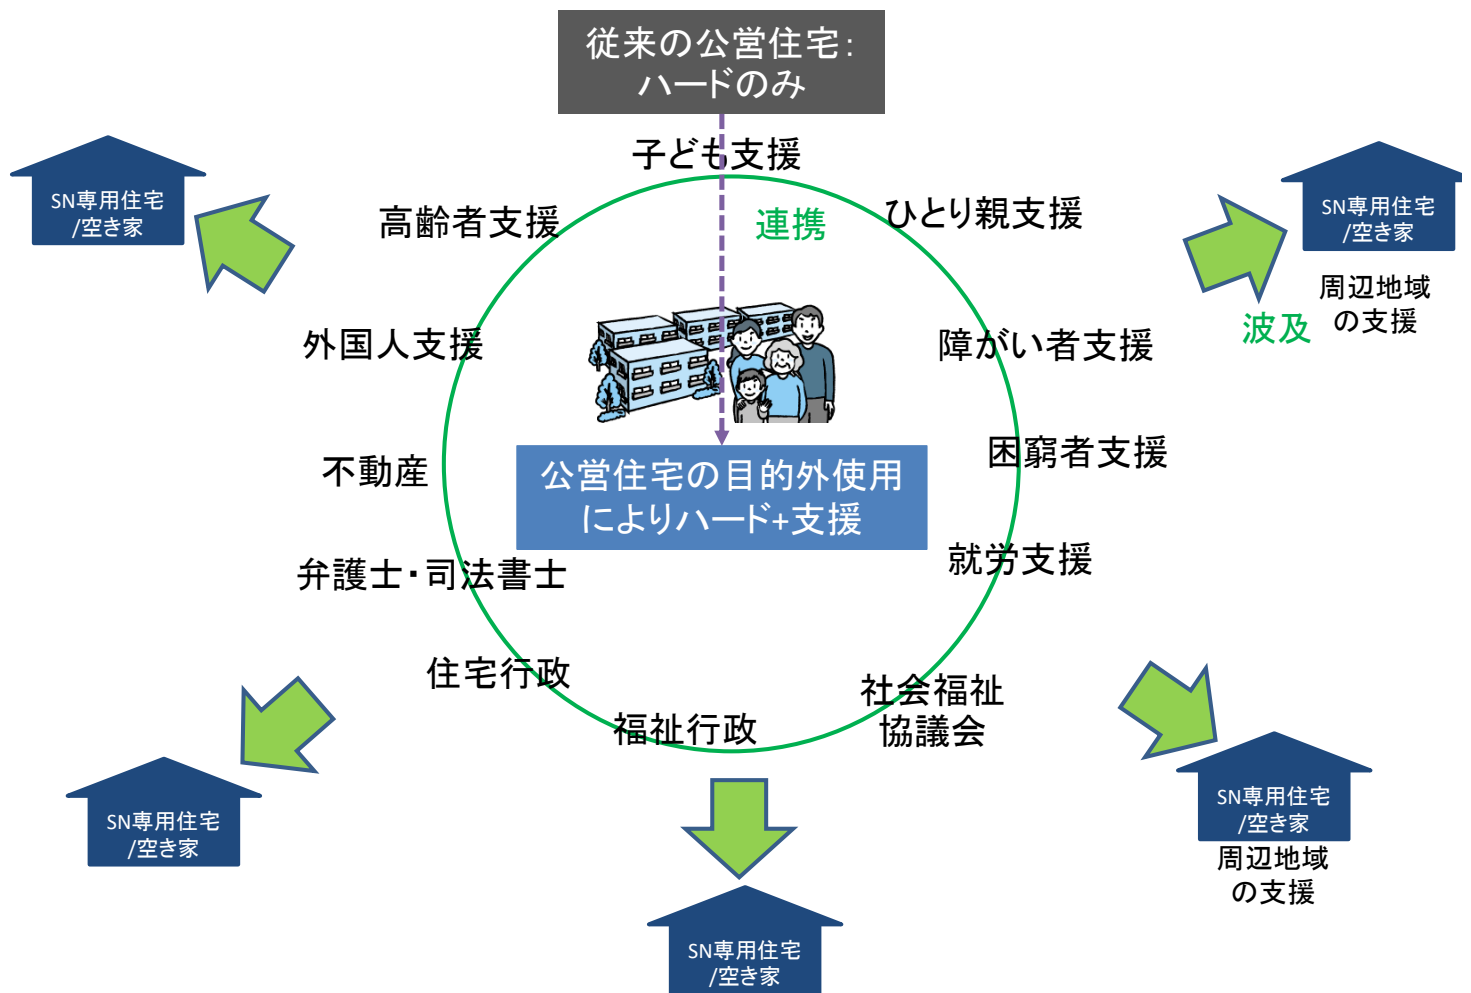 従来の公営住宅：
ハードのみ
子ども支援
高齢者支援
連携
ひとり親支援
SN専用住宅
/空き家
SN専用住宅
/空き家
周辺地域
の支援
波及
外国人支援
障がい者支援
不動産
困窮者支援
公営住宅の目的外使用
によりハード+支援
弁護士・司法書士
就労支援
住宅行政
福祉行政
社会福祉
協議会
SN専用住宅
/空き家
SN専用住宅
/空き家
周辺地域
の支援
SN専用住宅
/空き家